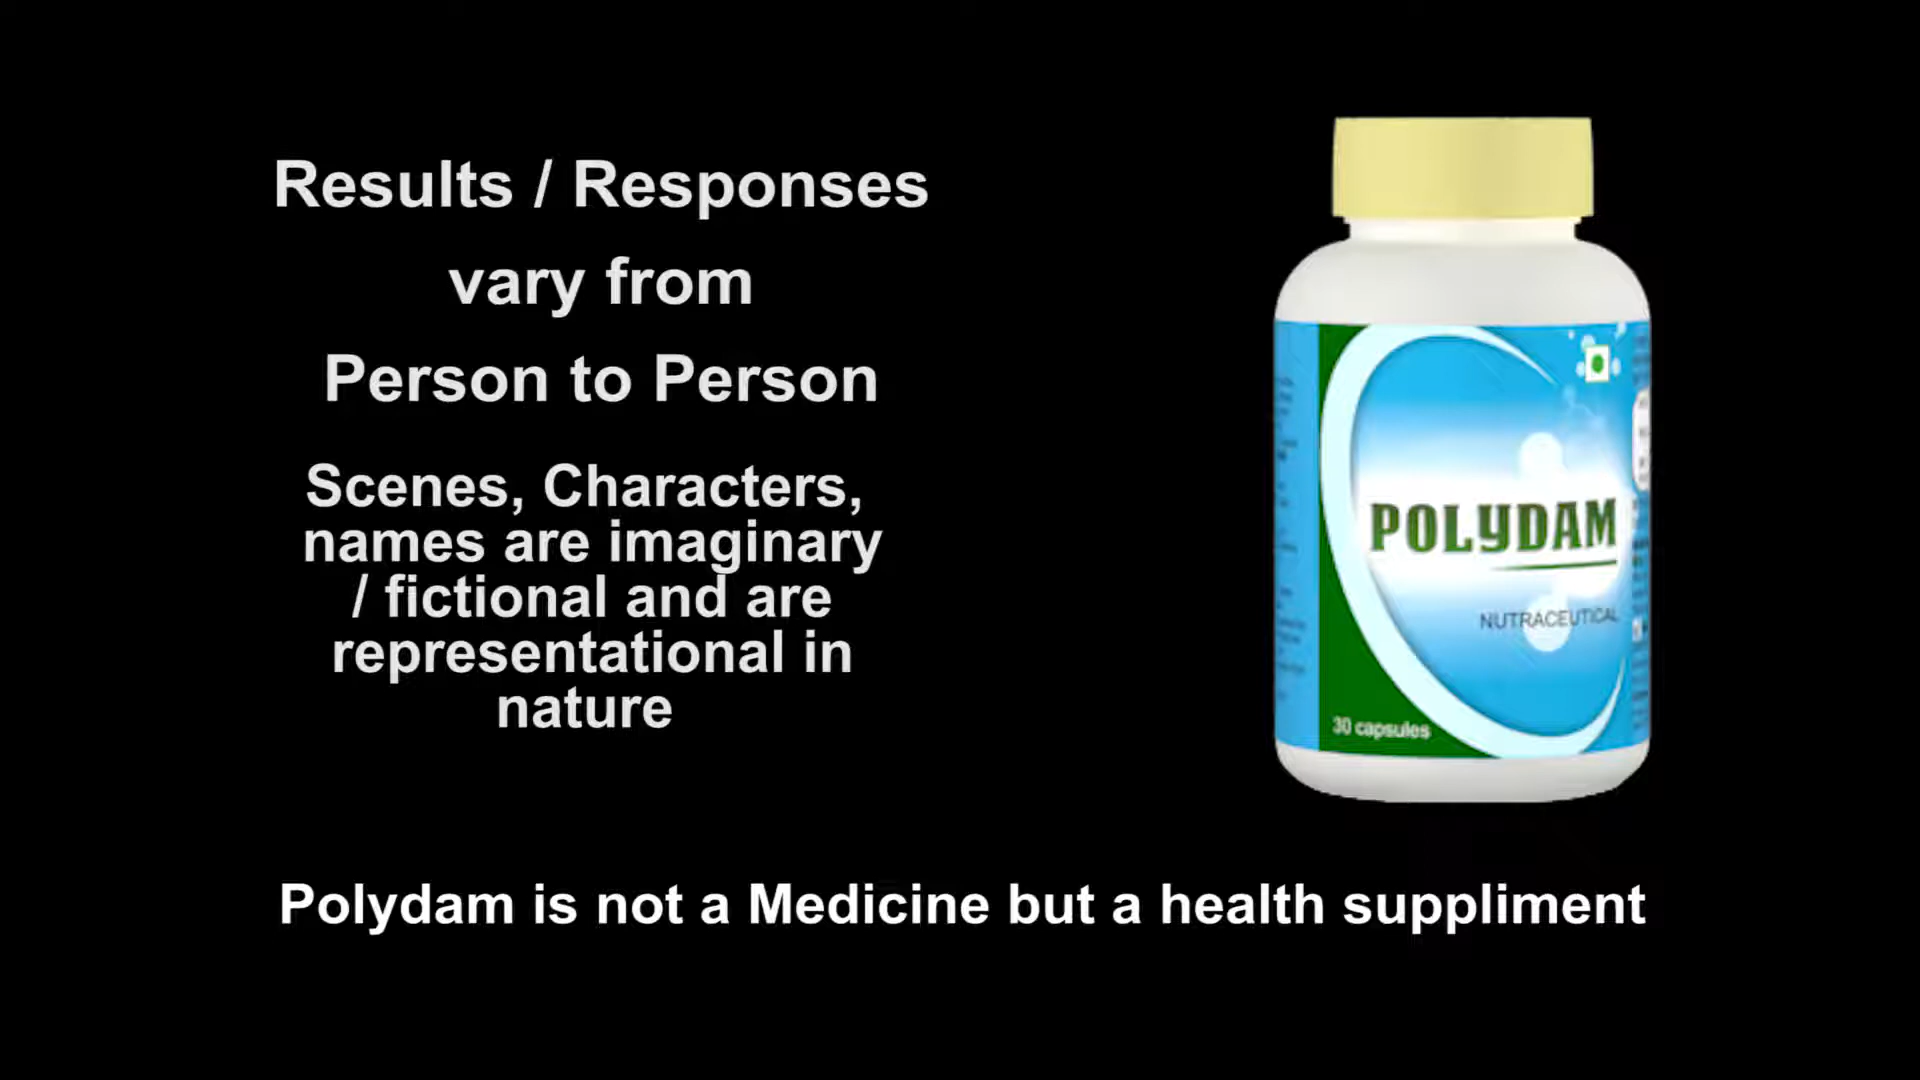 Results / Responses
vary from
Person to Person
Scenes, Characters,
names are imaginary
/ fictional and are
representational in
nature
POLYDAM
NUTRACEUTICAL
30 capsules
Polydam is not a Medicine but a health suppliment